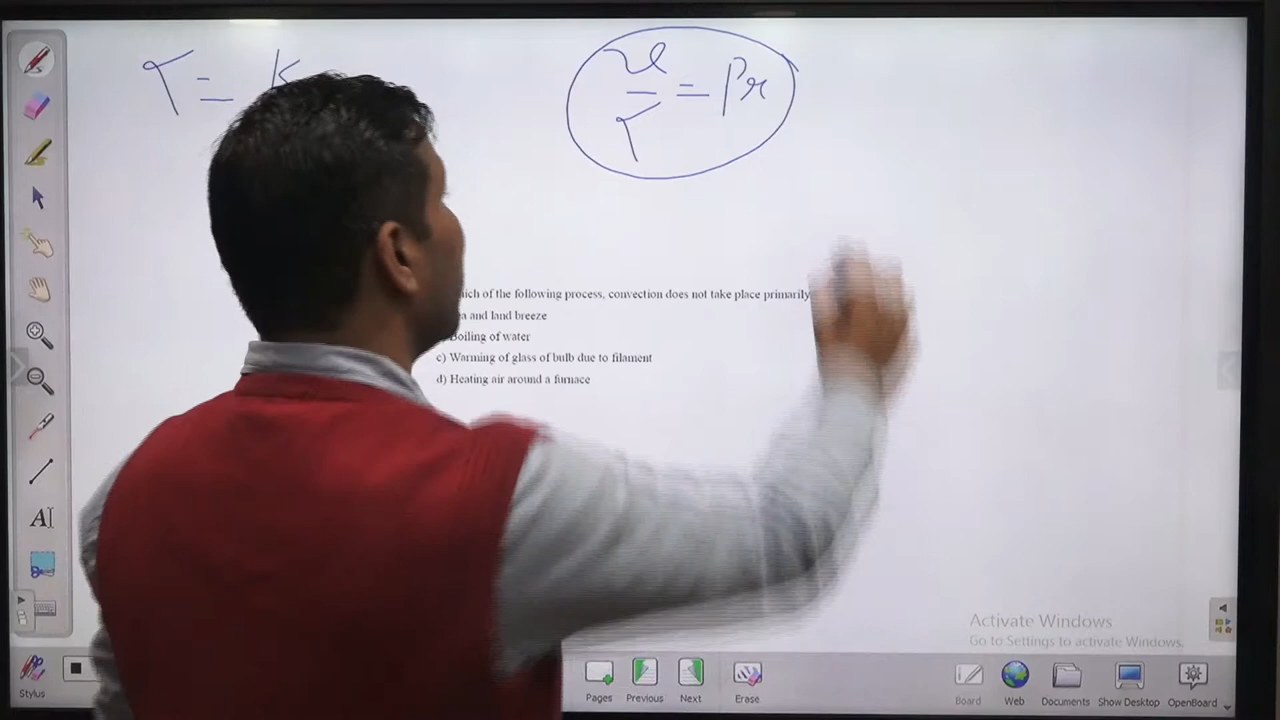 T = K
ν
— = Pr
T
ich of the following process, convection does not take place primarily
a and land breeze
Boiling of water
c) Warming of glass of bulb due to filament
d) Heating air around a furnace
Activate Windows
Go to Settings to activate Windows.
Stylus
Pages Previous Next Erase Board Web Documents Show Desktop OpenBoard